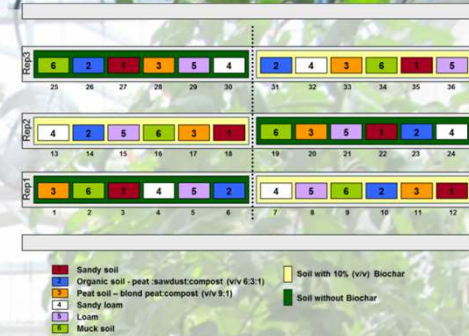 Rep3
6 2 1 3 5 4 2 4 3 6 1 5
25 26 27 28 29 30 31 32 33 34 35 36
Rep2
4 2 5 6 3 1 6 3 5 1 2 4
13 14 15 16 17 18 19 20 21 22 23 24
Rep1
3 6 1 4 5 2 4 5 6 2 3 1
1 2 3 4 5 6 7 8 9 10 11 12
1 Sandy soil
2 Organic soil - peat :sawdust:compost (v/v 6:3:1)
3 Peat soil – blond peat:compost (v/v 9:1)
4 Sandy loam
5 Loam
6 Muck soil
Soil with 10% (v/v) Biochar
Soil without Biochar